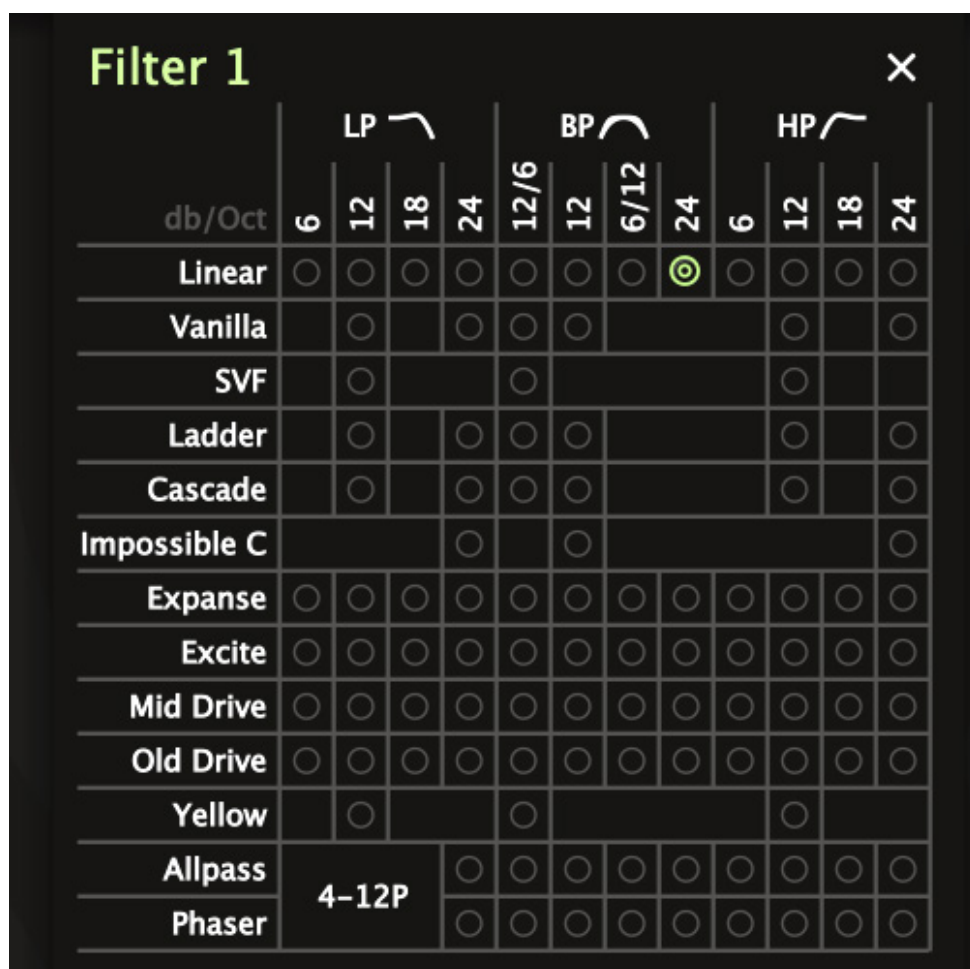 Filter 1
LP BP HP
db/Oct 6 12 18 24 12/6 12 6/12 24 6 12 18 24
Linear
Vanilla
SVF
Ladder
Cascade
Impossible C
Expanse
Excite
Mid Drive
Old Drive
Yellow
Allpass
4-12P
Phaser